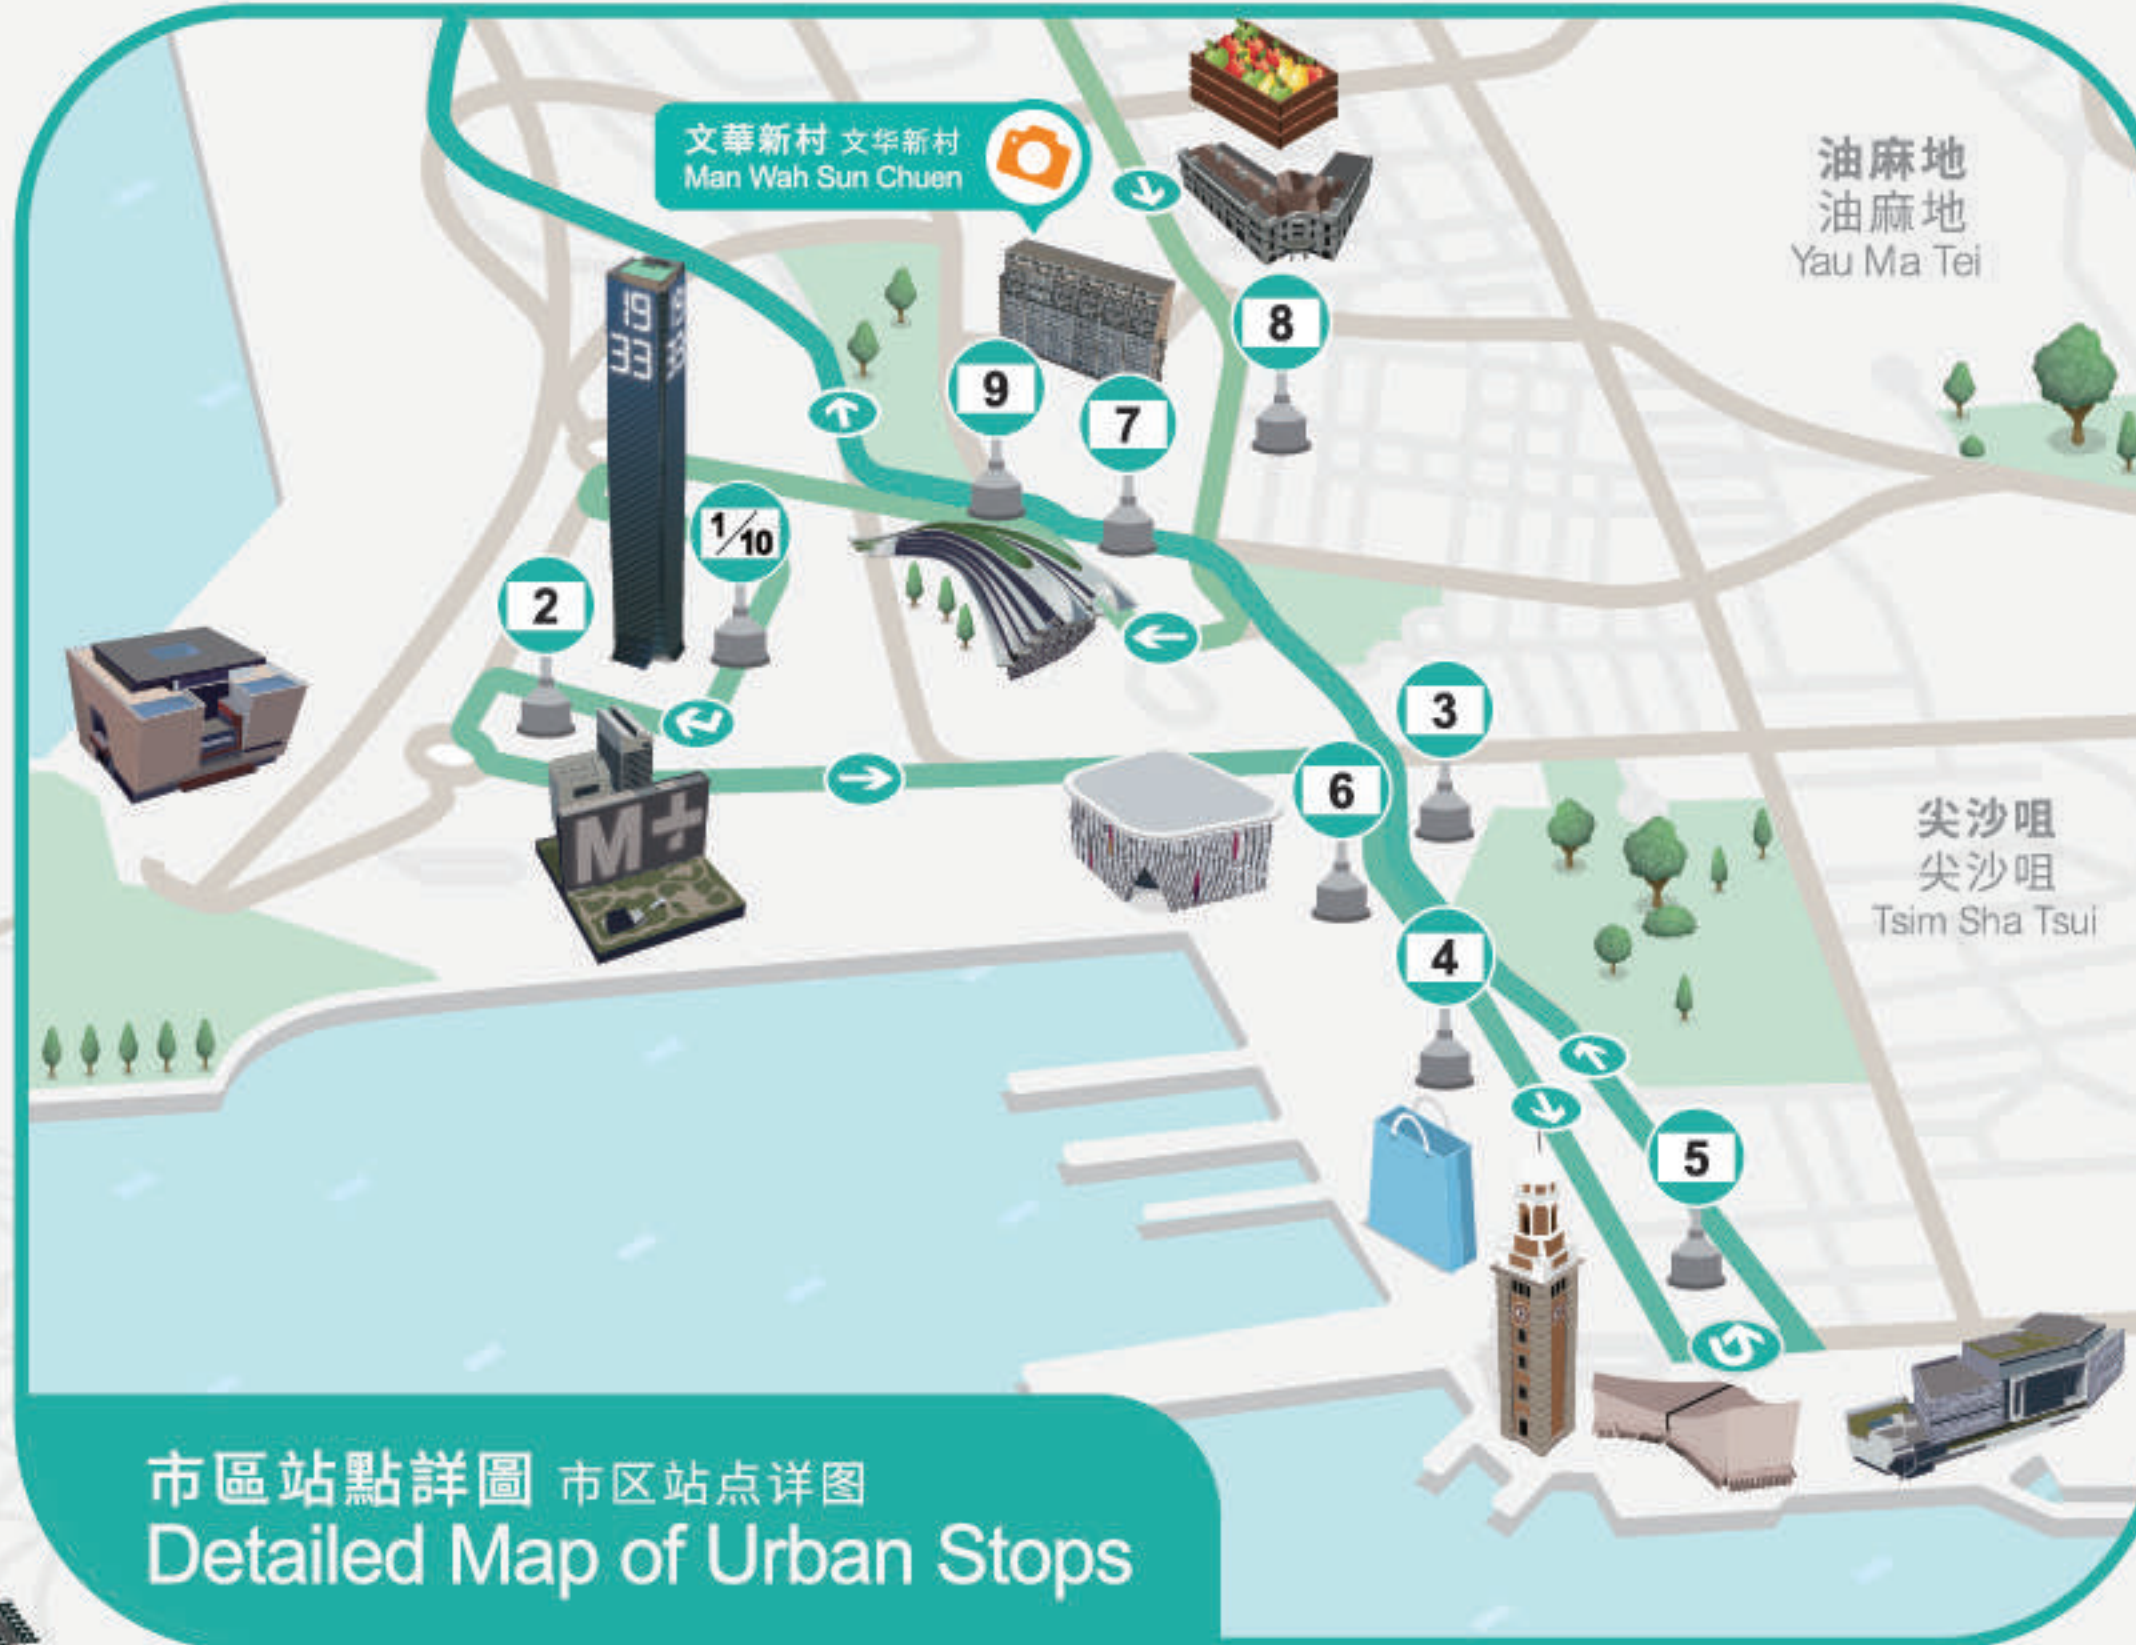 文華新村 文华新村
Man Wah Sun Chuen
油麻地
油麻地
Yau Ma Tei
19
33
8
9
7
1/10
2
3
6
M+
尖沙咀
尖沙咀
Tsim Sha Tsui
4
5
市區站點詳圖 市区站点详图
Detailed Map of Urban Stops